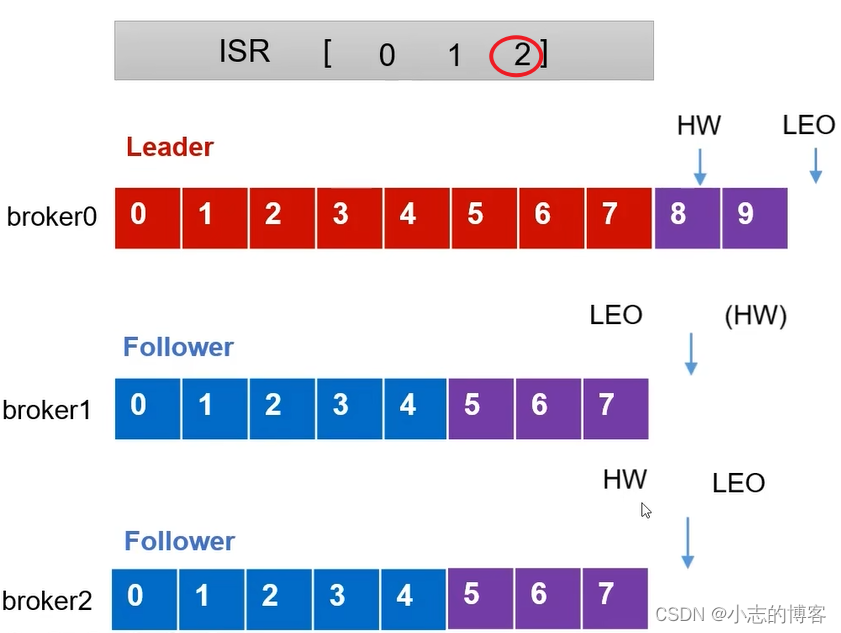 ISR [ 0 1 2 ]
HW LEO
Leader
broker0 0 1 2 3 4 5 6 7 8 9
LEO (HW)
Follower
broker1 0 1 2 3 4 5 6 7
HW LEO
Follower
broker2 0 1 2 3 4 5 6 7
CSDN @小志的博客